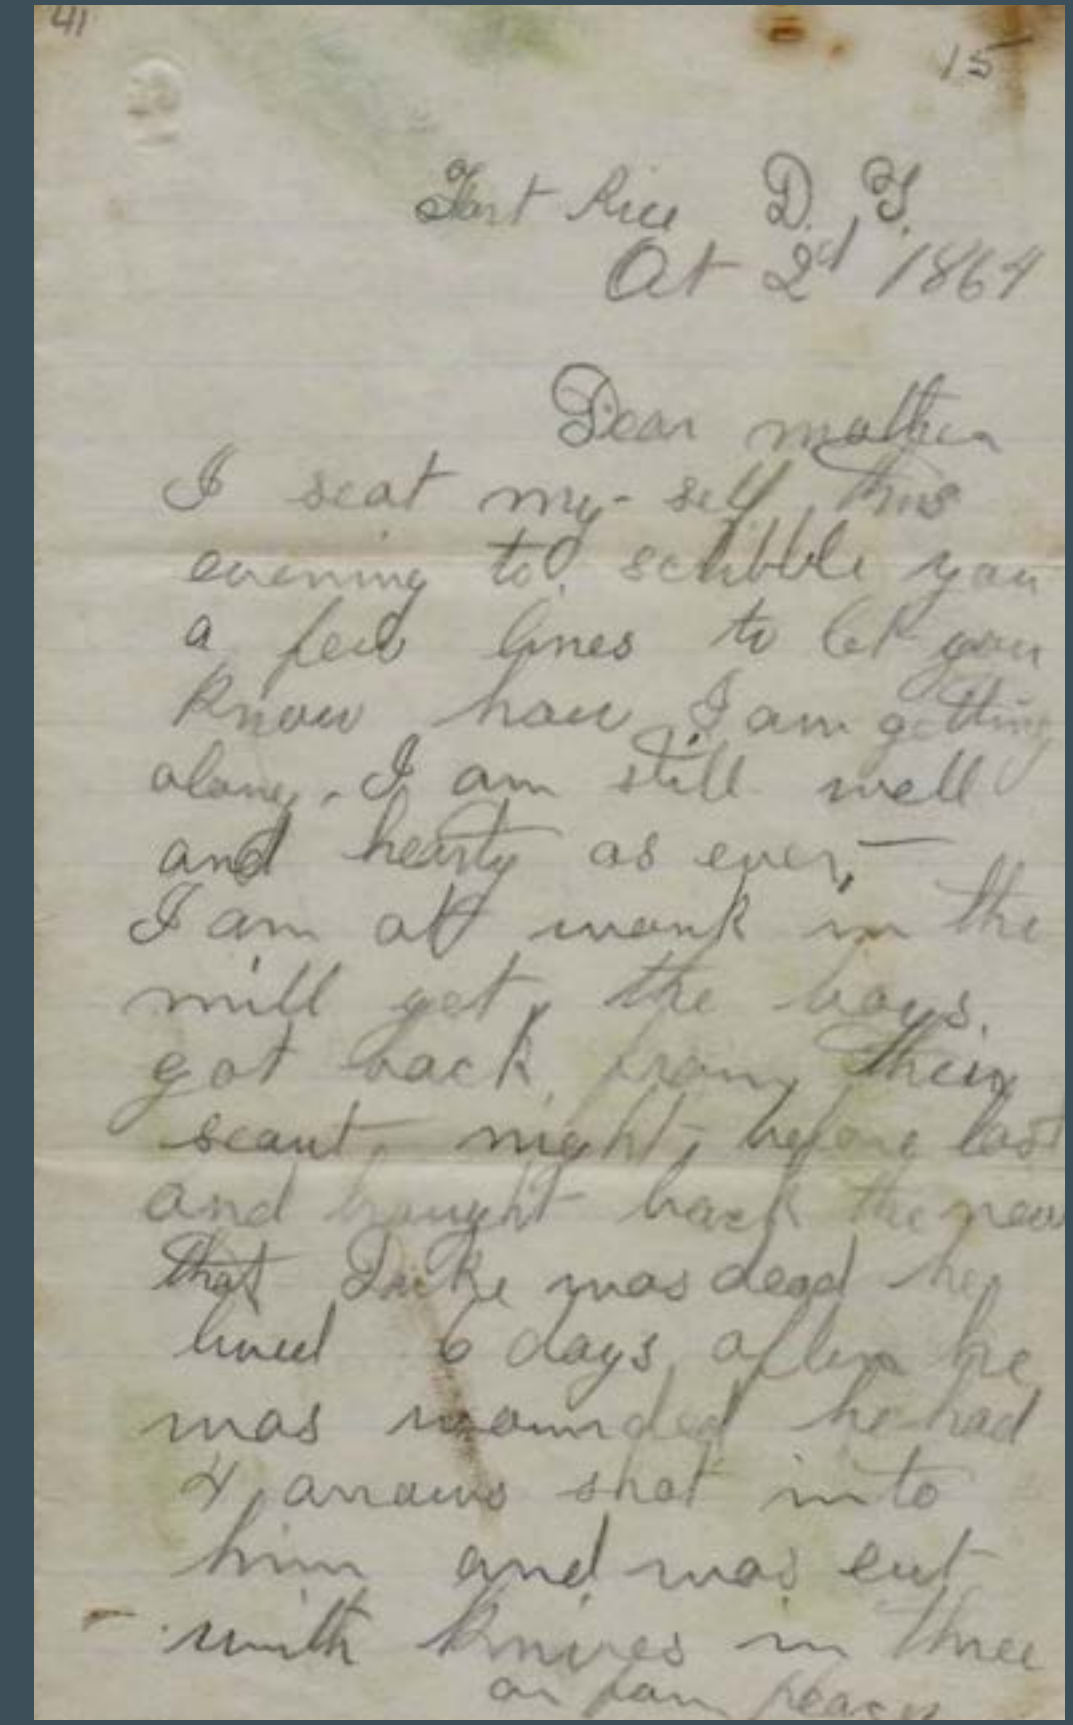 41
15
Fort Rice D. T.
Oct 2d 1864
Dear mother
I seat my-self this
evening to scribble you
a few lines to let you
know how I am getting
along. I am still well
and hearty as ever,
I am at work in the
mill yet, the boys.
got back from their
scout night before last
and brought back the news
that was dead he
lived 6 days after he
was wounded he had
4 arrows shot into
him and was cut
with knives in three
or four